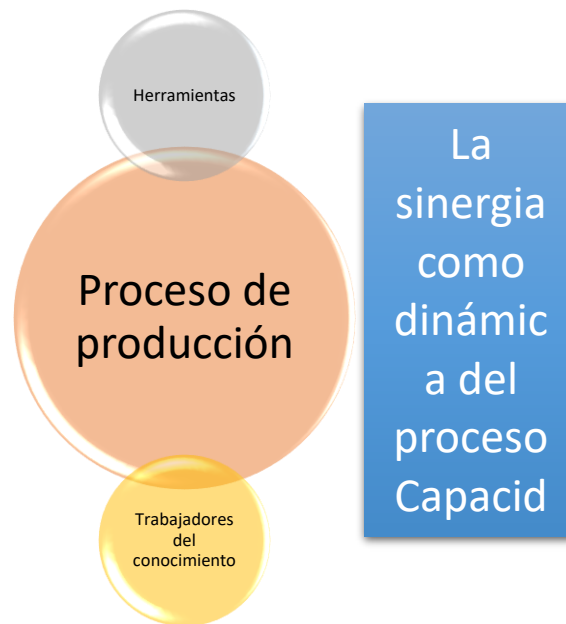 Herramientas
Proceso de
producción
Trabajadores
del
conocimiento
La
sinergia
como
dinámic
a del
proceso
Capacid